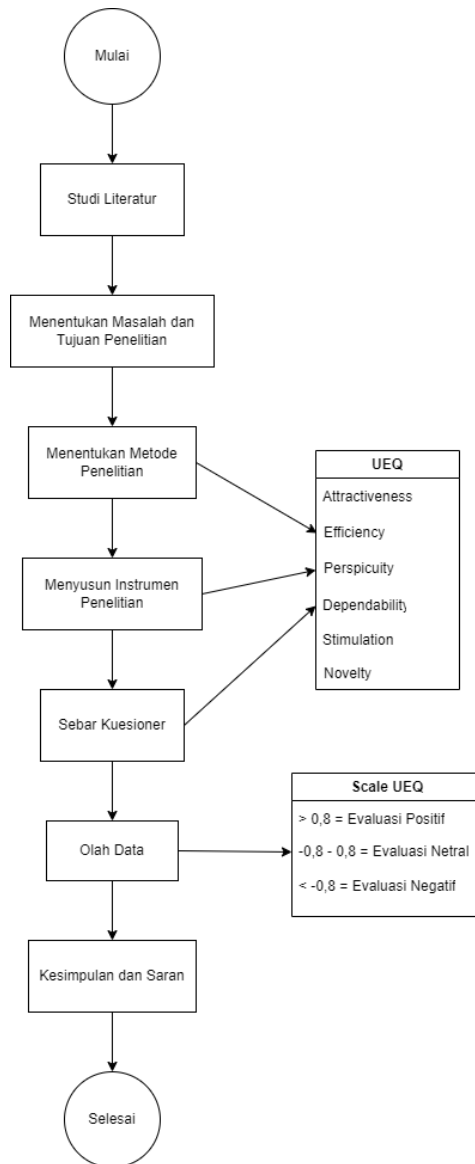 Mulai
Studi Literatur
Menentukan Masalah dan
Tujuan Penelitian
Menentukan Metode
Penelitian
UEQ
Attractiveness
Efficiency
Perspicuity
Dependability
Stimulation
Novelty
Menyusun Instrumen
Penelitian
Sebar Kuesioner
Scale UEQ
> 0,8 = Evaluasi Positif
-0,8 - 0,8 = Evaluasi Netral
< -0,8 = Evaluasi Negatif
Olah Data
Kesimpulan dan Saran
Selesai